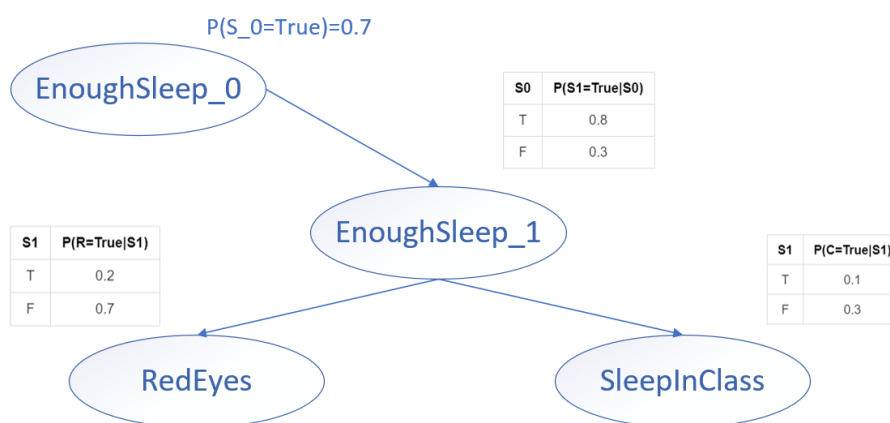 P(S_0=True)=0.7
EnoughSleep_0
S0 P(S1=True|S0)
T 0.8
F 0.3
EnoughSleep_1
S1 P(R=True|S1)
T 0.2
F 0.7
S1 P(C=True|S1)
T 0.1
F 0.3
RedEyes
SleepInClass